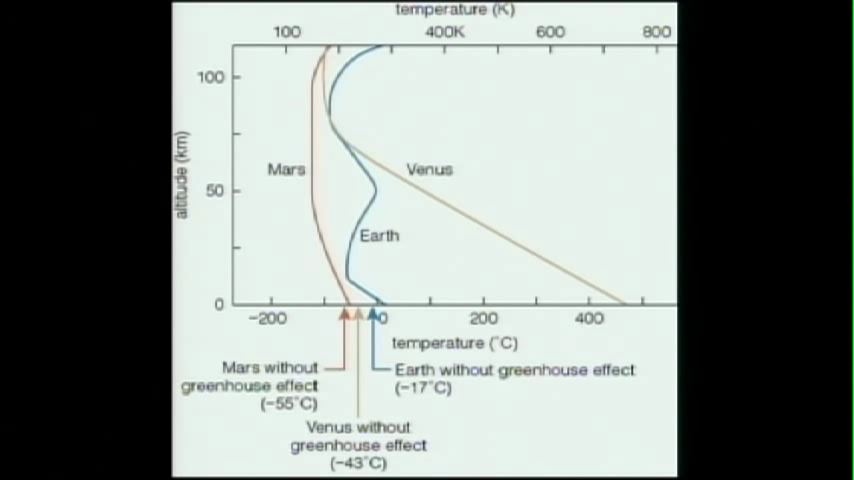 temperature (K)
100 400K 600 800
100
Mars
Venus
50
altitude (km)
Earth
0
-200 0 200 400
temperature (°C)
Mars without
greenhouse effect
(-55°C)
Earth without greenhouse effect
(-17°C)
Venus without
greenhouse effect
(-43°C)